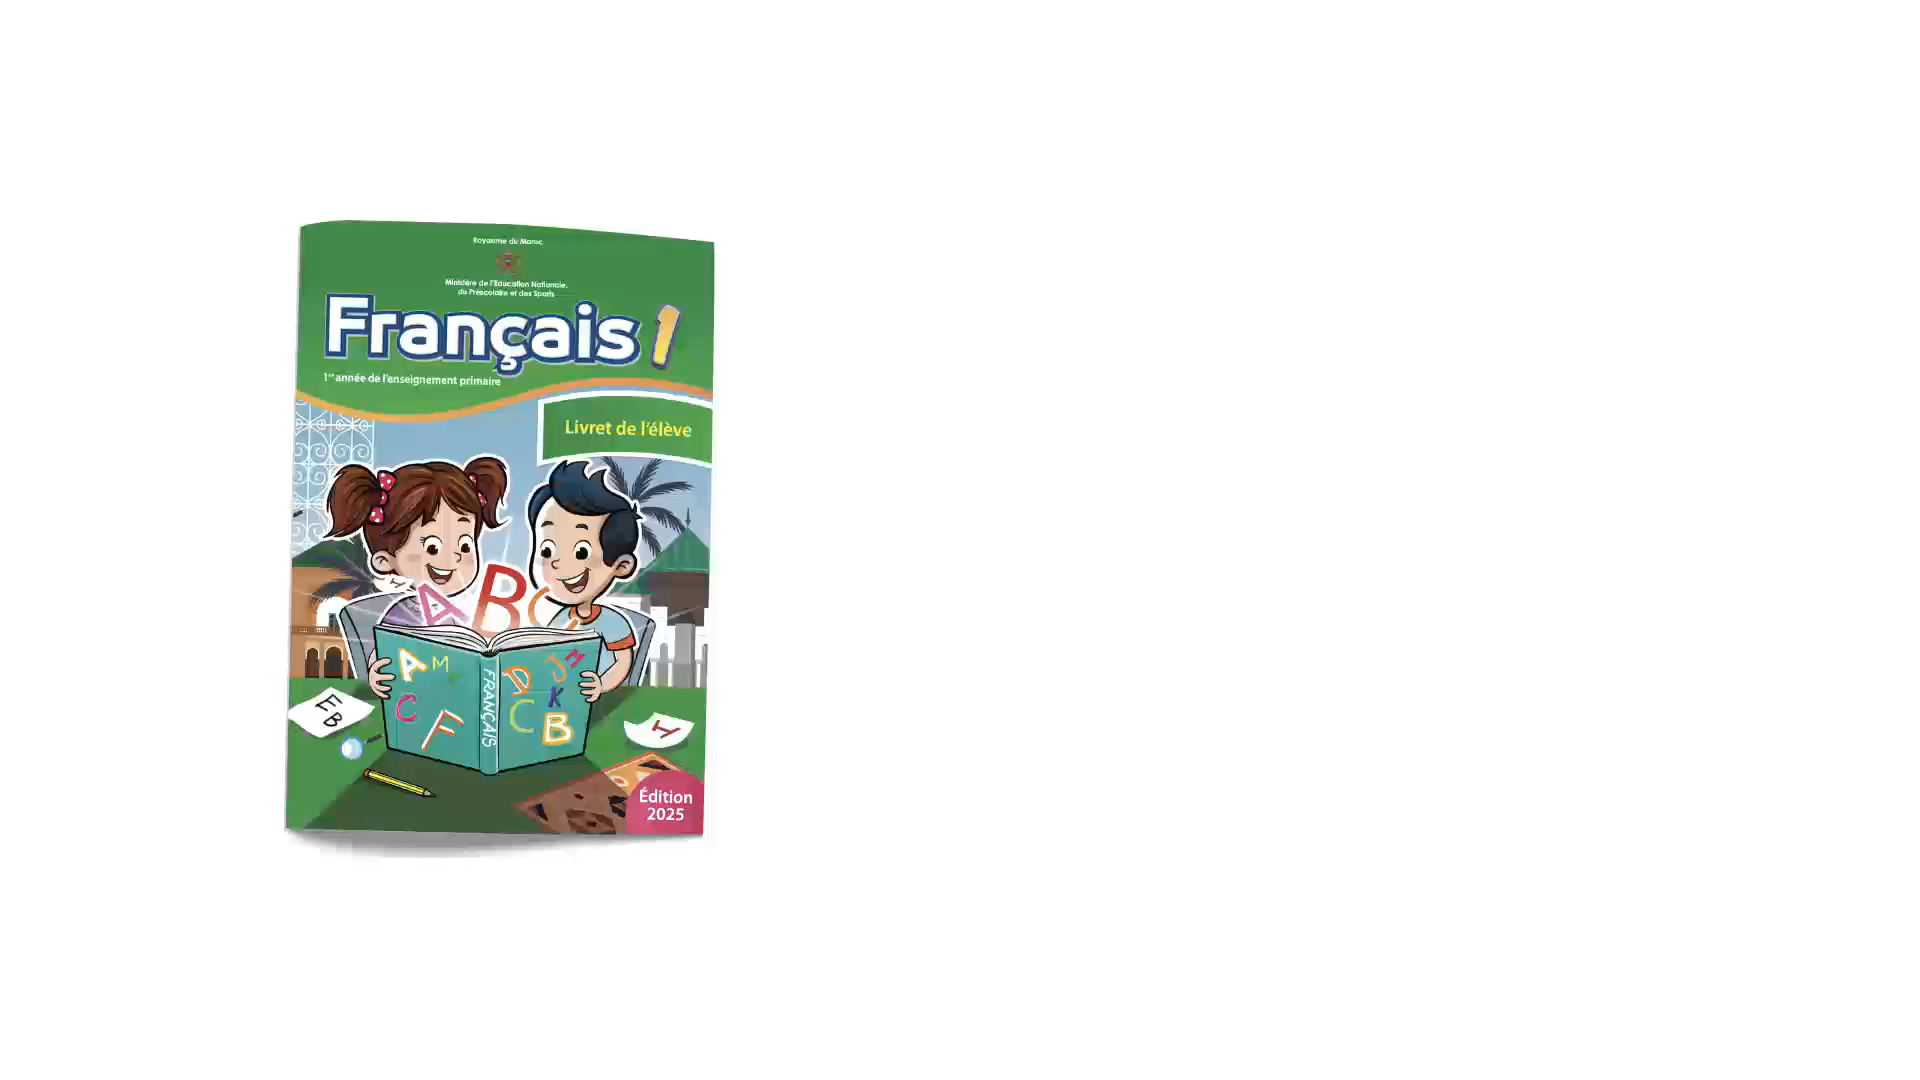 Royaume du Maroc
Ministère de l'Éducation Nationale,
du Préscolaire et des Sports
Français 1
1re année de l'enseignement primaire
Livret de l'élève
H
A B C
A M
C F
FRANÇAIS
D J M
K
C B
E
B
H
Édition
2025